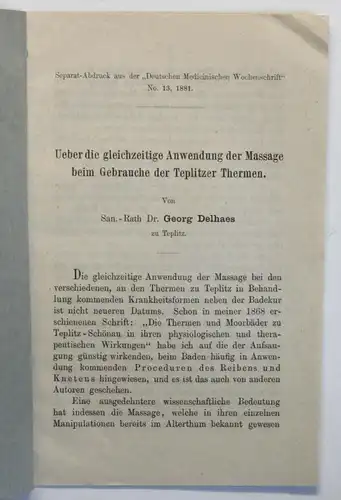 Separat-Abdruck aus der „Deutschen Medicinischen Wochenschrift"
No. 13, 1881.
Ueber die gleichzeitige Anwendung der Massage
beim Gebrauche der Teplitzer Thermen.
Von
San.-Rath Dr. Georg Delhaes
zu Teplitz.
Die gleichzeitige Anwendung der Massage bei den
verschiedenen, an den Thermen zu Teplitz in Behand-
lung kommenden Krankheitsformen neben der Badekur
ist nicht neueren Datums. Schon in meiner 1868 er-
schienenen Schrift: „Die Thermen und Moorbäder zu
Teplitz-Schönau in ihren physiologischen und thera-
peutischen Wirkungen" habe ich auf die der Aufsau-
gung günstig wirkenden, beim Baden häufig in Anwen-
dung kommenden Proceduren des Reibens und
Knetens hingewiesen, und es ist das auch von anderen
Autoren geschehen.
Eine ausgedehntere wissenschaftliche Bedeutung
hat indessen die Massage, welche in ihren einzelnen
Manipulationen bereits im Alterthum bekannt gewesen